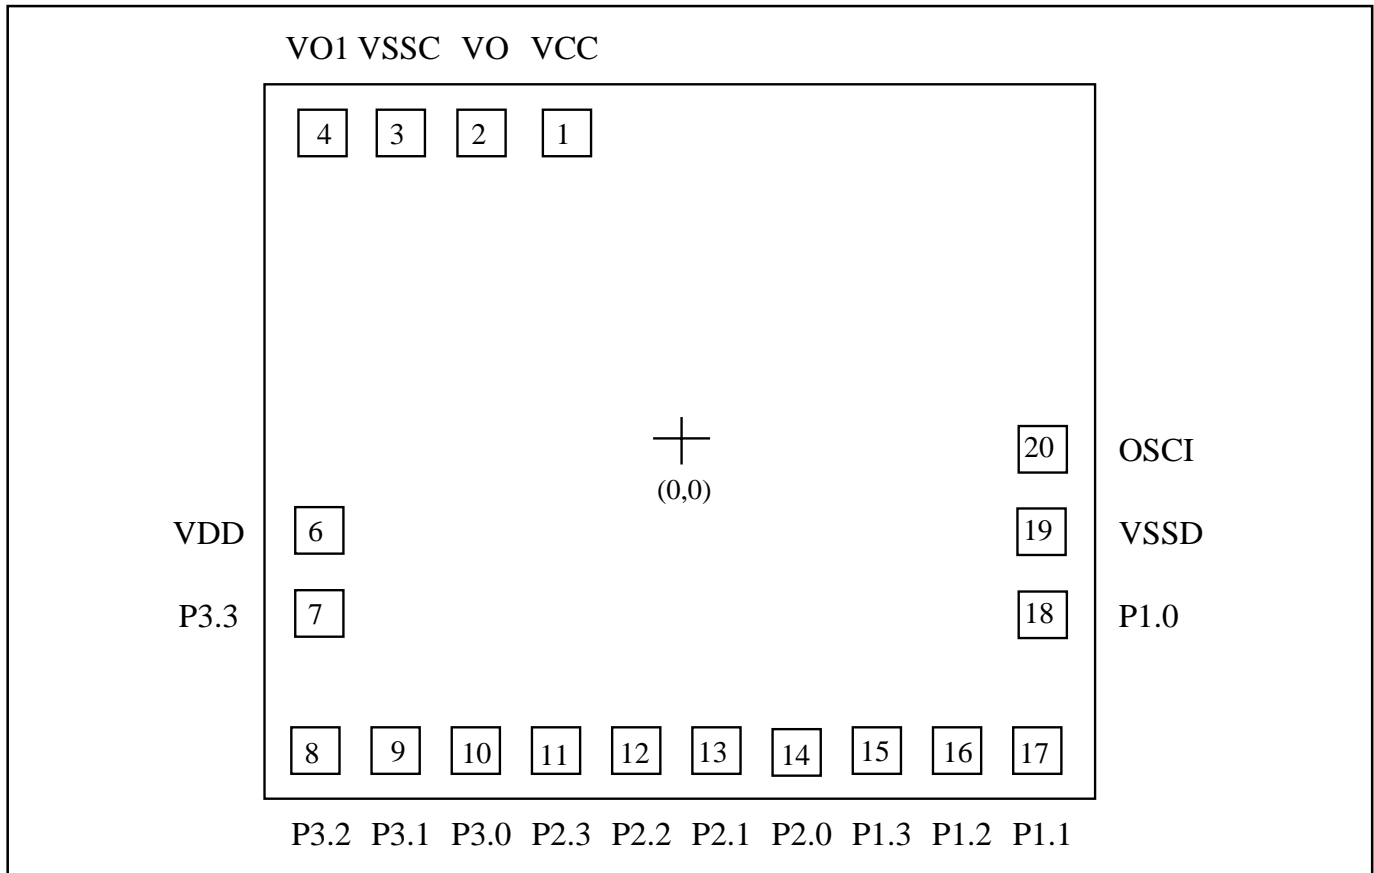 VO1 VSSC VO VCC
4 3 2 1
20 OSCI
(0,0)
VDD 6 19 VSSD
P3.3 7 18 P1.0
8 9 10 11 12 13 14 15 16 17
P3.2 P3.1 P3.0 P2.3 P2.2 P2.1 P2.0 P1.3 P1.2 P1.1